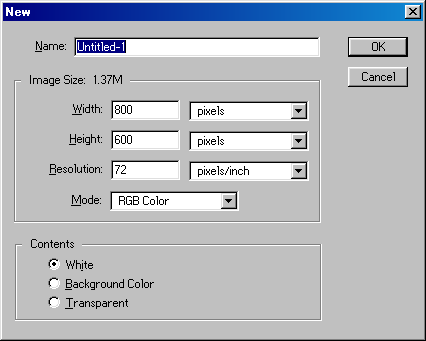 New
Name: Untitled-1
OK
Image Size: 1.37M
Cancel
Width: 800 pixels
Height: 600 pixels
Resolution: 72 pixels/inch
Mode: RGB Color
Contents
White
Background Color
Transparent